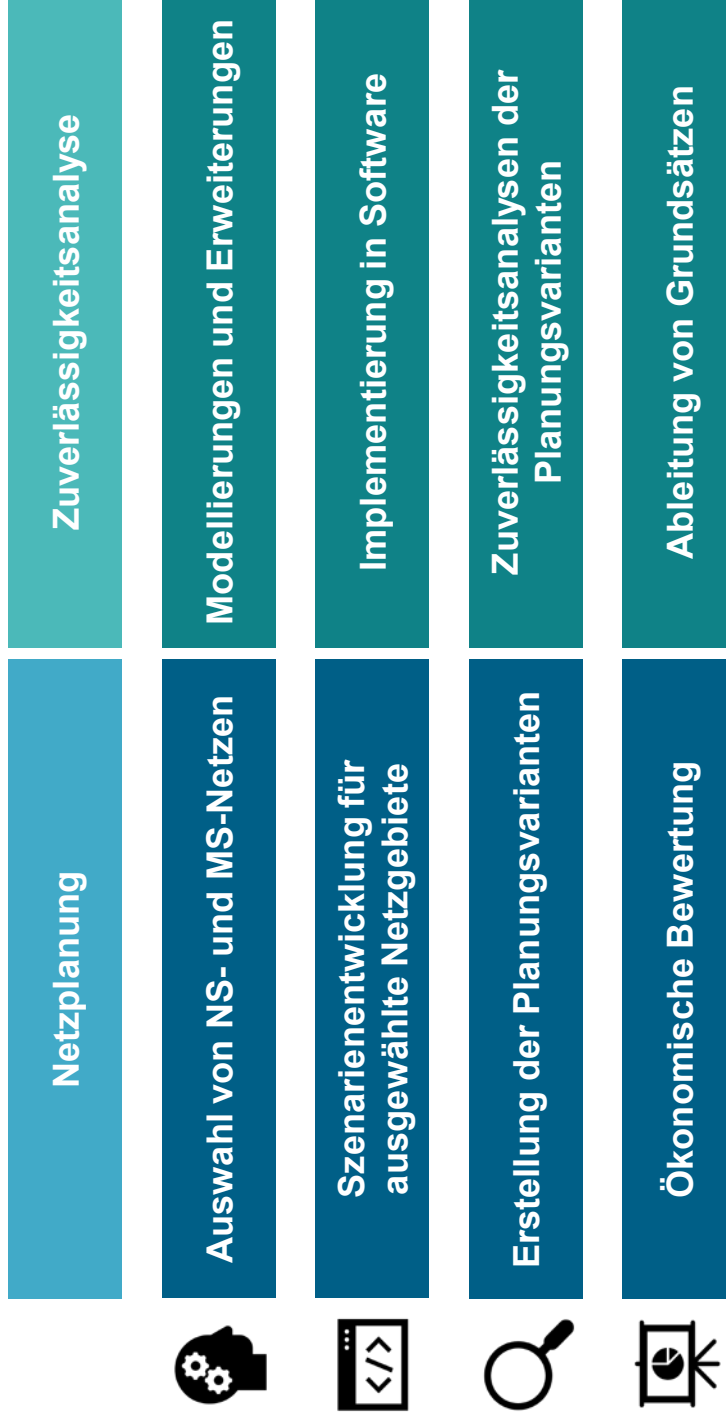 Netzplanung
Zuverlässigkeitsanalyse
Auswahl von NS- und MS-Netzen
Modellierungen und Erweiterungen
Szenarienentwicklung für
ausgewählte Netzgebiete
Implementierung in Software
Erstellung der Planungsvarianten
Zuverlässigkeitsanalysen der
Planungsvarianten
Ökonomische Bewertung
Ableitung von Grundsätzen